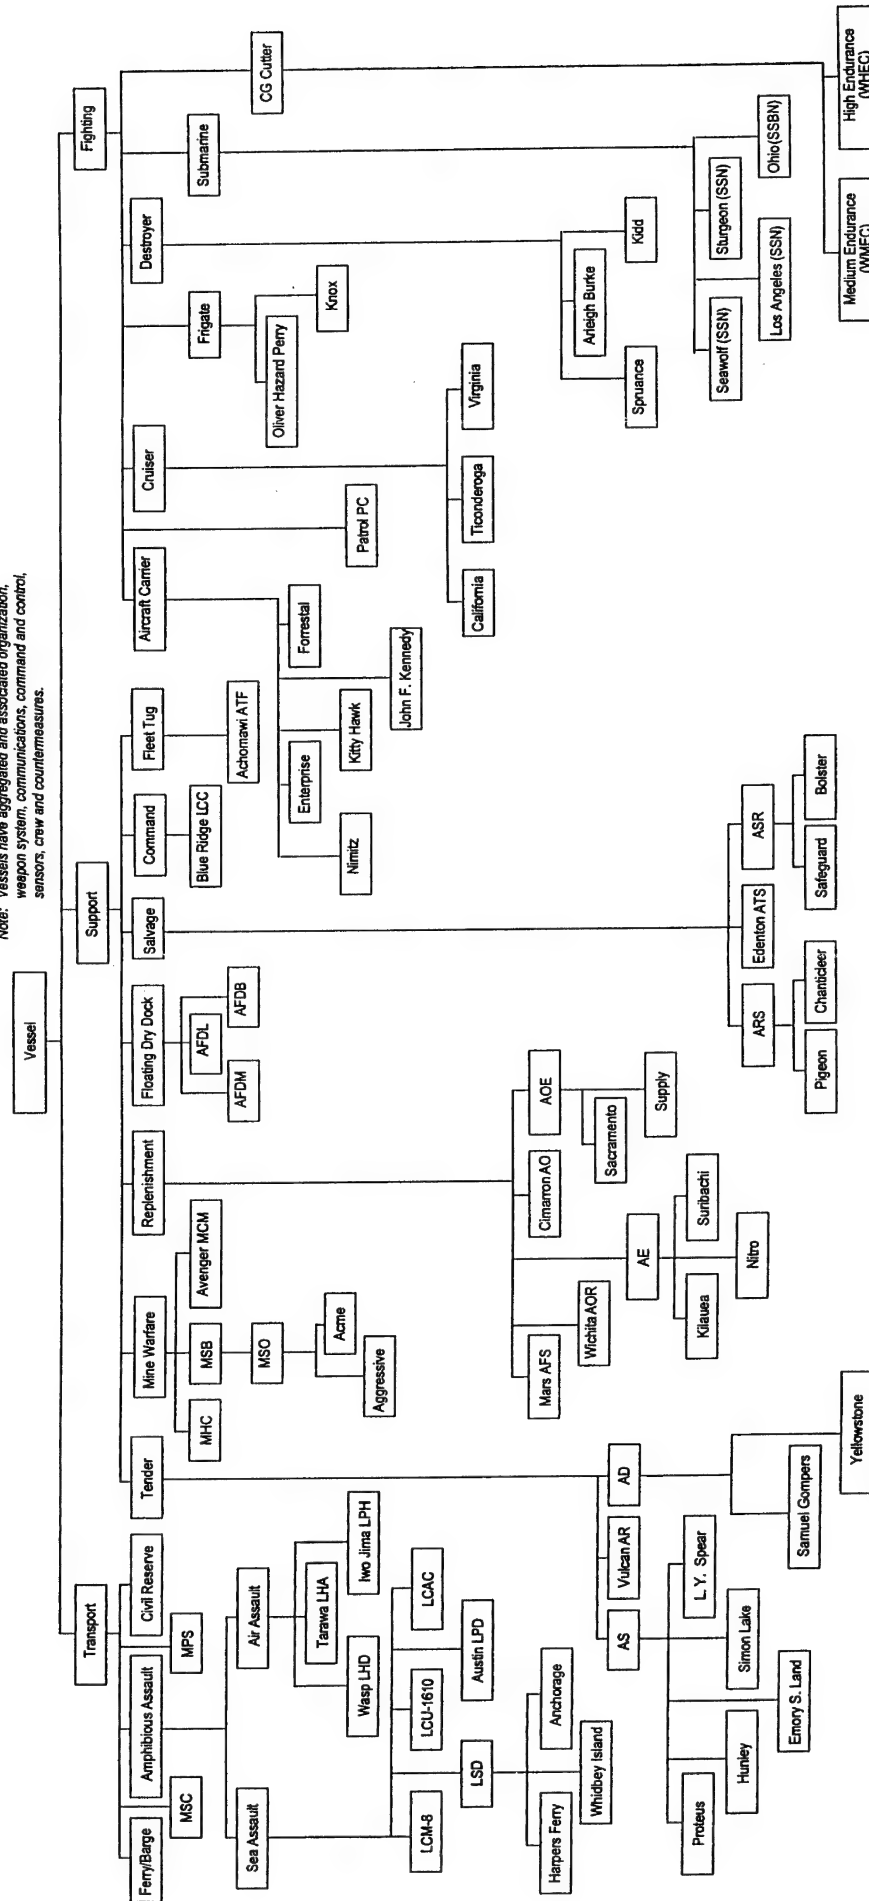 Note: Vessels have aggregated and associated organization,
weapon system, communications, command and control,
sensors, crew and countermeasures.
Vessel
Transport
Support
Fighting
Ferry/Barge
Amphibious Assault
Civil Reserve
MSC
MPS
Sea Assault
Air Assault
Wasp LHD
Tarawa LHA
Iwo Jima LPH
LCM-8
LCU-1610
LCAC
LSD
Austin LPD
Harpers Ferry
Anchorage
Whidbey Island
Tender
Mine Warfare
Replenishment
Floating Dry Dock
Salvage
Command
Fleet Tug
AS
Vulcan AR
AD
Proteus
L. Y. Spear
Hunley
Simon Lake
Emory S. Land
Samuel Gompers
Yellowstone
MHC
MSB
Avenger MCM
MSO
Acme
Aggressive
Mars AFS
Cimarron AO
AOE
Wichita AOR
AE
Sacramento
Supply
Kilauea
Suribachi
Nitro
AFDM
AFDL
AFDB
ARS
Edenton ATS
ASR
Pigeon
Chanticleer
Safeguard
Bolster
Blue Ridge LCC
Achomawi ATF
Aircraft Carrier
Cruiser
Destroyer
Patrol PC
Frigate
Submarine
CG Cutter
Nimitz
Enterprise
Kitty Hawk
Forrestal
John F. Kennedy
California
Ticonderoga
Virginia
Oliver Hazard Perry
Knox
Spruance
Arleigh Burke
Kidd
Seawolf (SSN)
Sturgeon (SSN)
Los Angeles (SSN)
Ohio(SSBN)
Medium Endurance
(WMEC)
High Endurance
(WHEC)